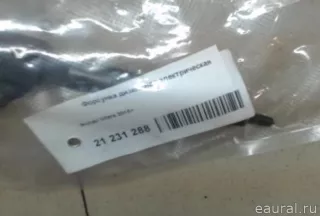 Форсунка дизельная электрическая
21 231 288
© eaural.ru